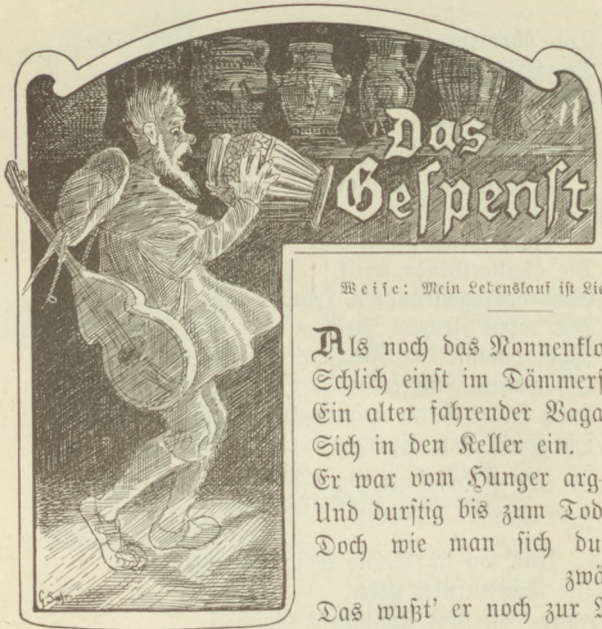 Das
Gespenst
Weise: Mein Lebenslauf ist
Als noch das
Schlich einst im
Ein alter fahrender
Sich in den Keller ein.
Er war vom Hunger
Und durstig bis zum
Doch wie man sich
Das wußt' er noch zur